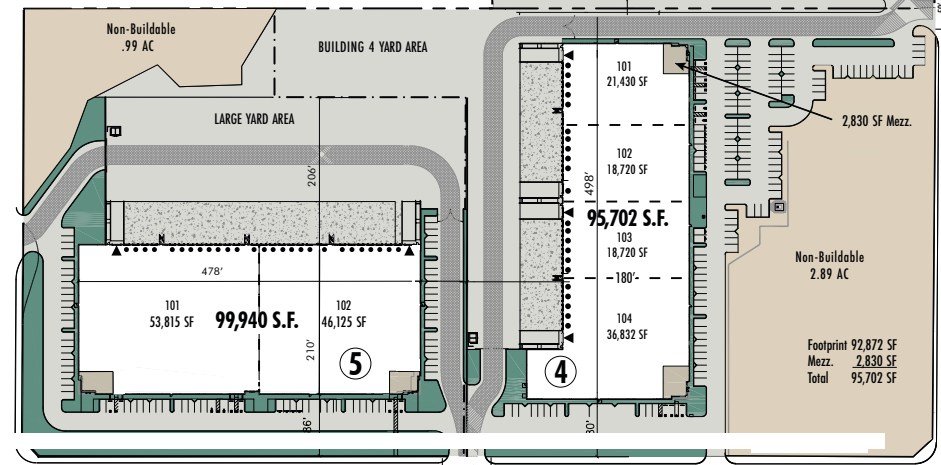 Non-Buildable
.99 AC
BUILDING 4 YARD AREA
LARGE YARD AREA
206'
478'
101
53,815 SF
99,940 S.F.
102
46,125 SF
210'
5
101
21,430 SF
2,830 SF Mezz.
102
18,720 SF
498'
95,702 S.F.
103
18,720 SF
180'
104
36,832 SF
4
Non-Buildable
2.89 AC
Footprint 92,872 SF
Mezz. 2,830 SF
Total 95,702 SF